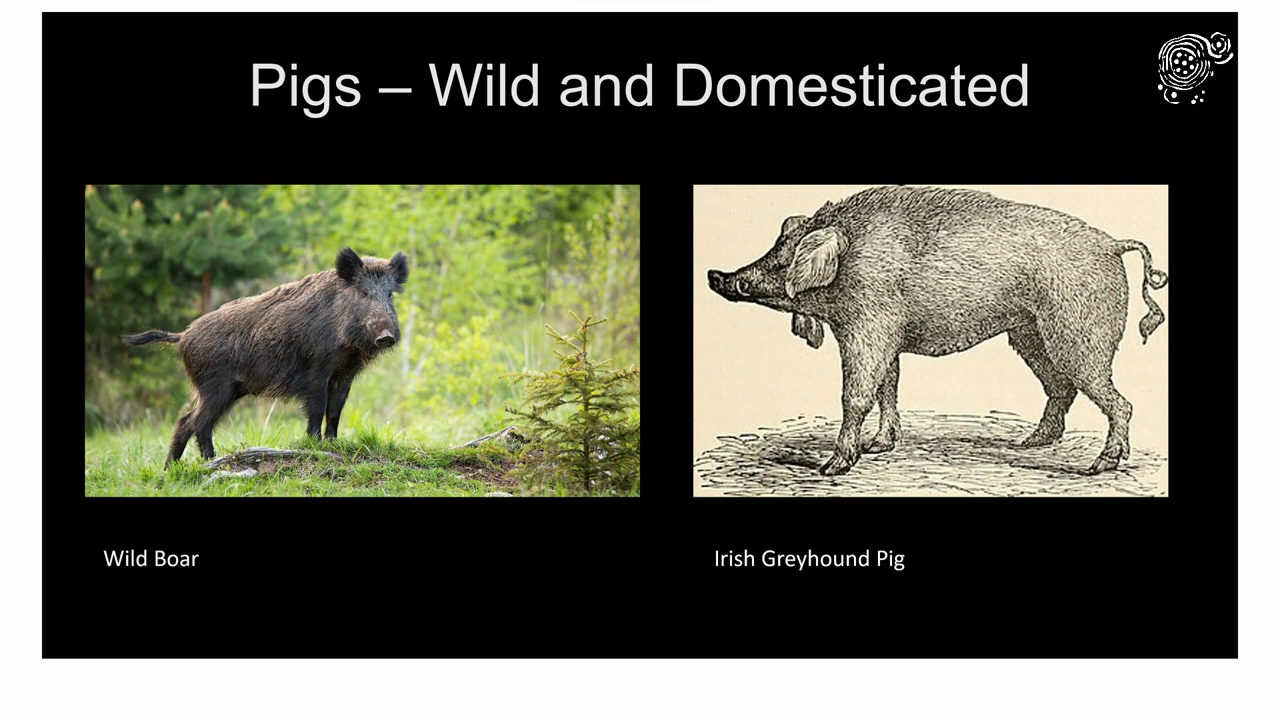 Pigs – Wild and Domesticated
Wild Boar
Irish Greyhound Pig